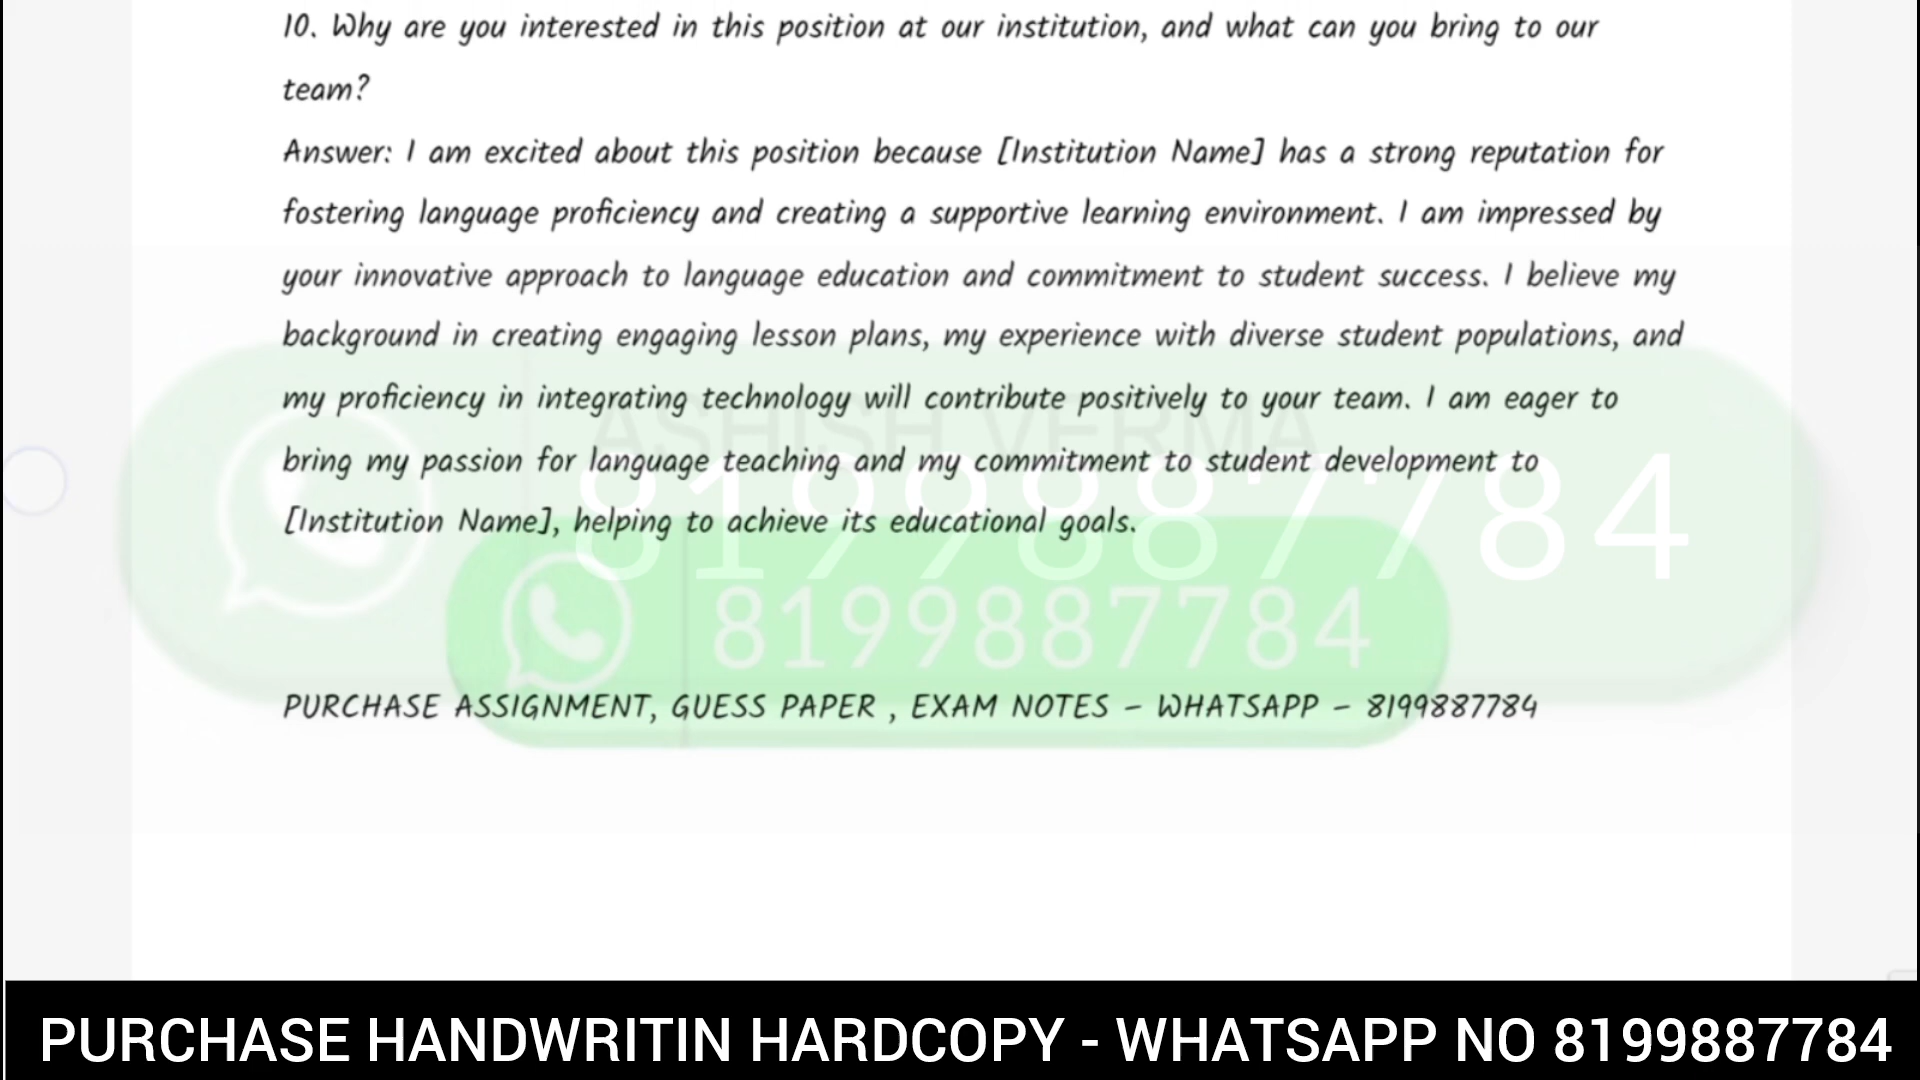 10. Why are you interested in this position at our institution, and what can you bring to our
team?
Answer: I am excited about this position because [Institution Name] has a strong reputation for
fostering language proficiency and creating a supportive learning environment. I am impressed by
your innovative approach to language education and commitment to student success. I believe my
background in creating engaging lesson plans, my experience with diverse student populations, and
my proficiency in integrating technology will contribute positively to your team. I am eager to
ASHISH VERMA
bring my passion for language teaching and my commitment to student development to
8199887784
[Institution Name], helping to achieve its educational goals.
8199887784
PURCHASE ASSIGNMENT, GUESS PAPER , EXAM NOTES – WHATSAPP – 8199887784
PURCHASE HANDWRITIN HARDCOPY - WHATSAPP NO 8199887784